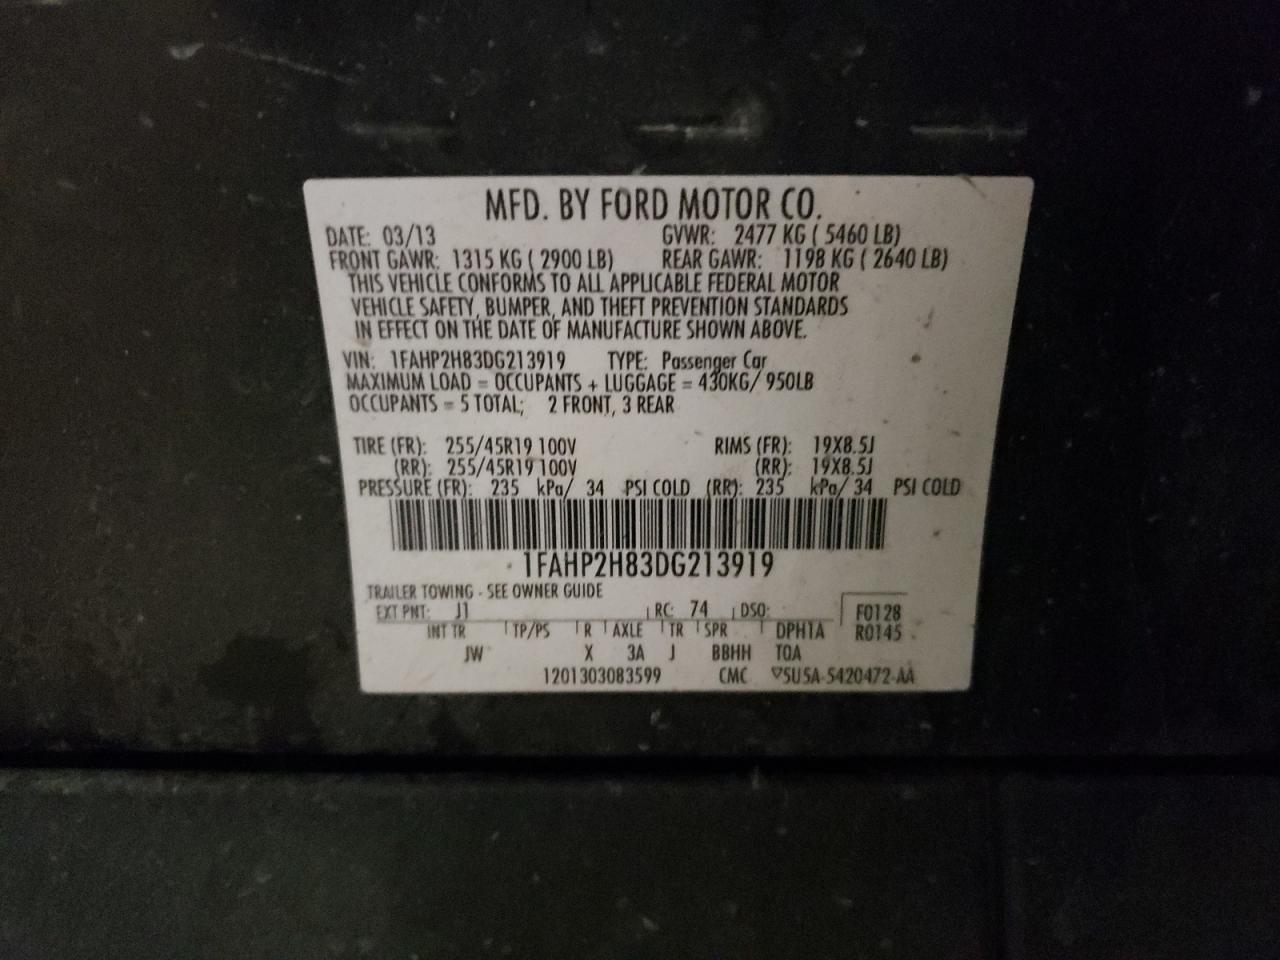 MFD. BY FORD MOTOR CO.
DATE: 03/13 GVWR: 2477 KG ( 5460 LB)
FRONT GAWR: 1315 KG ( 2900 LB) REAR GAWR: 1198 KG ( 2640 LB)
THIS VEHICLE CONFORMS TO ALL APPLICABLE FEDERAL MOTOR
VEHICLE SAFETY, BUMPER, AND THEFT PREVENTION STANDARDS
IN EFFECT ON THE DATE OF MANUFACTURE SHOWN ABOVE.
VIN: 1FAHP2H83DG213919 TYPE: Passenger Car
MAXIMUM LOAD = OCCUPANTS + LUGGAGE = 430KG/ 950LB
OCCUPANTS = 5 TOTAL; 2 FRONT, 3 REAR
TIRE (FR): 255/45R19 100V RIMS (FR): 19X8.5J
(RR): 255/45R19 100V (RR): 19X8.5J
PRESSURE (FR): 235 kPa/ 34 PSI COLD (RR): 235 kPa/ 34 PSI COLD
1FAHP2H83DG213919
TRAILER TOWING - SEE OWNER GUIDE
EXT PNT: J1 RC: 74 DSO: F0128
INT TR TP/PS R AXLE TR SPR DPH1A R0145
JW X 3A J BBHH TOA
1201303083599 CMC ▽5U5A-5420472-AA